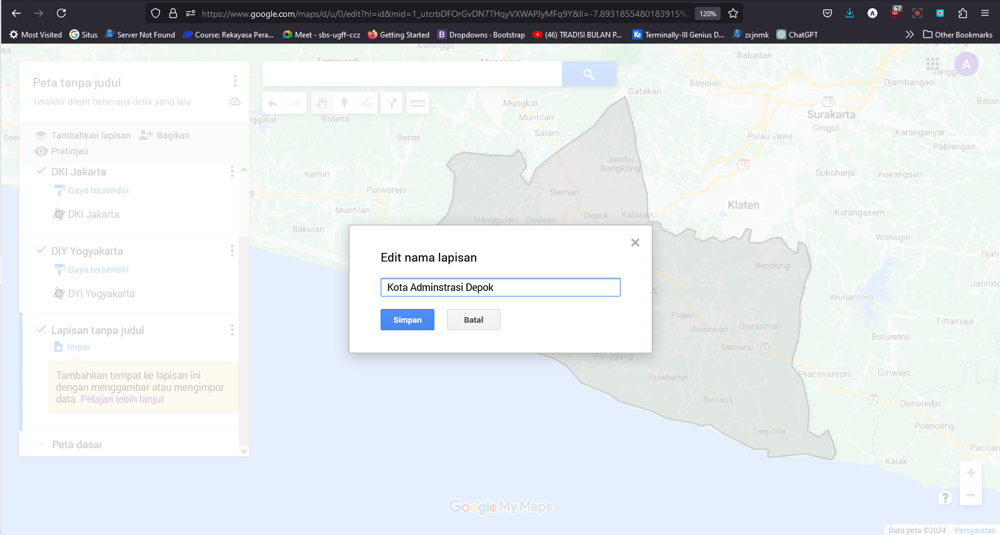 https://www.google.com/maps/d/u/0/edit?hl=id&mid=1_utcrbDFOrGvDN7THqyVXWAPJyMFq9Y&ll=-7.8931855480183915%
120%
67
A
Most Visited
Situs
Server Not Found
Course: Rekayasa Pera...
Meet - sbs-ugff-ccz
Getting Started
Dropdowns · Bootstrap
(46) TRADISI BULAN P...
Terminally-Ill Genius D...
zxjnmk
ChatGPT
Other Bookmarks
Peta tanpa judul
Terakhir diedit beberapa detik yang lalu
Tambahkan lapisan
Bagikan
Pratinjau
DKI Jakarta
Gaya tersendiri
DKI Jakarta
DIY Yogyakarta
Gaya tersendiri
DYI Yogyakarta
Lapisan tanpa judul
Impor
Tambahkan tempat ke lapisan ini
dengan menggambar atau mengimpor
data. Pelajari lebih lanjut
Peta dasar
Edit nama lapisan
Kota Adminstrasi Depok
Simpan
Batal
Awonggo
Babadan
A
Boyolali
Djambangan
Gatakan
Mungkid
Muntilan
15
Surakarta
Grogol
Broena
Salam
Bener
Pulau Jawa
Karanganyar
Pablengan
Jambu
Bangkong
15
Kemiri
Sukoharjo
Koeangsan
Purworejo
Sleman
Klaten
Muntilan
Depok
Kalasan
Nanggulan
Godean
Karangasem
Bakulan
Wonogiri
Bendung
Wuryantoro
Jatiroto
Plajen
Wonosari
Djaranmati
Tirtamaja
Baturetno
Semanu
3
Panggang
Pulebener
Pracimantoro
Giriwojo
Bintaos
3
Donoredjo
Djepitoe
Poenoeng
Pacitan
Kalak
Google My Maps
Data peta ©2024
Persyaratan